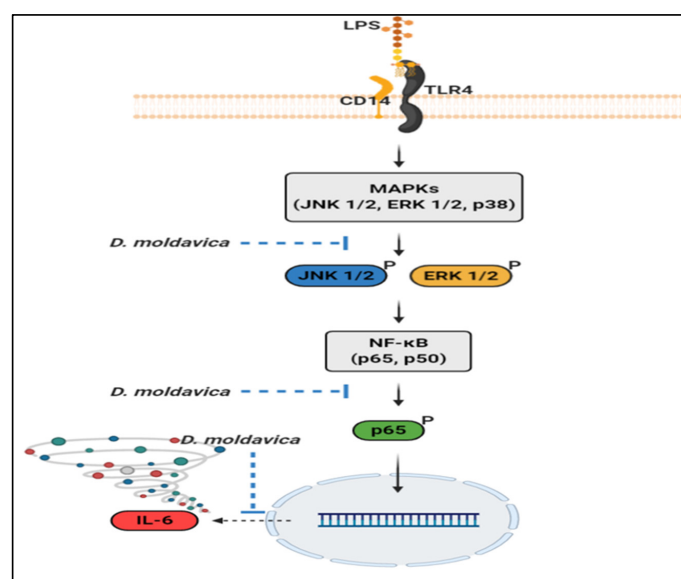 LPS
CD14
TLR4
MAPKs
(JNK 1/2, ERK 1/2, p38)
D. moldavica
JNK 1/2
P
ERK 1/2
P
NF-κB
(p65, p50)
D. moldavica
p65
P
D. moldavica
IL-6